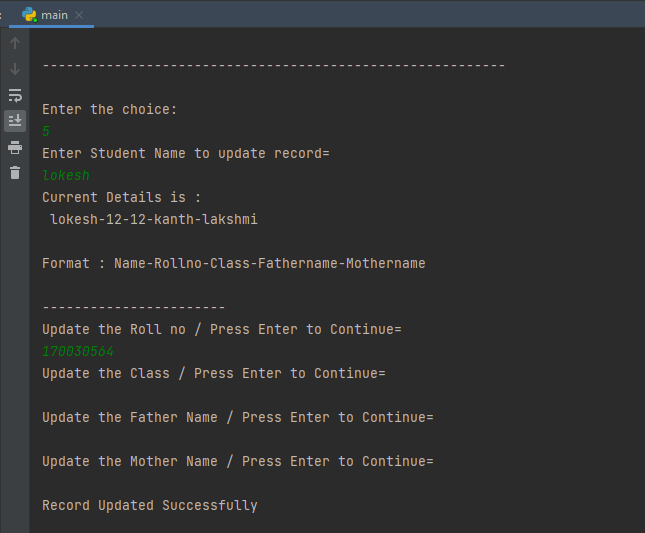 main
----------------------------------------------------------
Enter the choice:
5
Enter Student Name to update record=
lokesh
Current Details is :
lokesh-12-12-kanth-lakshmi
Format : Name-Rollno-Class-Fathername-Mothername
-----------------------
Update the Roll no / Press Enter to Continue=
170030564
Update the Class / Press Enter to Continue=
Update the Father Name / Press Enter to Continue=
Update the Mother Name / Press Enter to Continue=
Record Updated Successfully